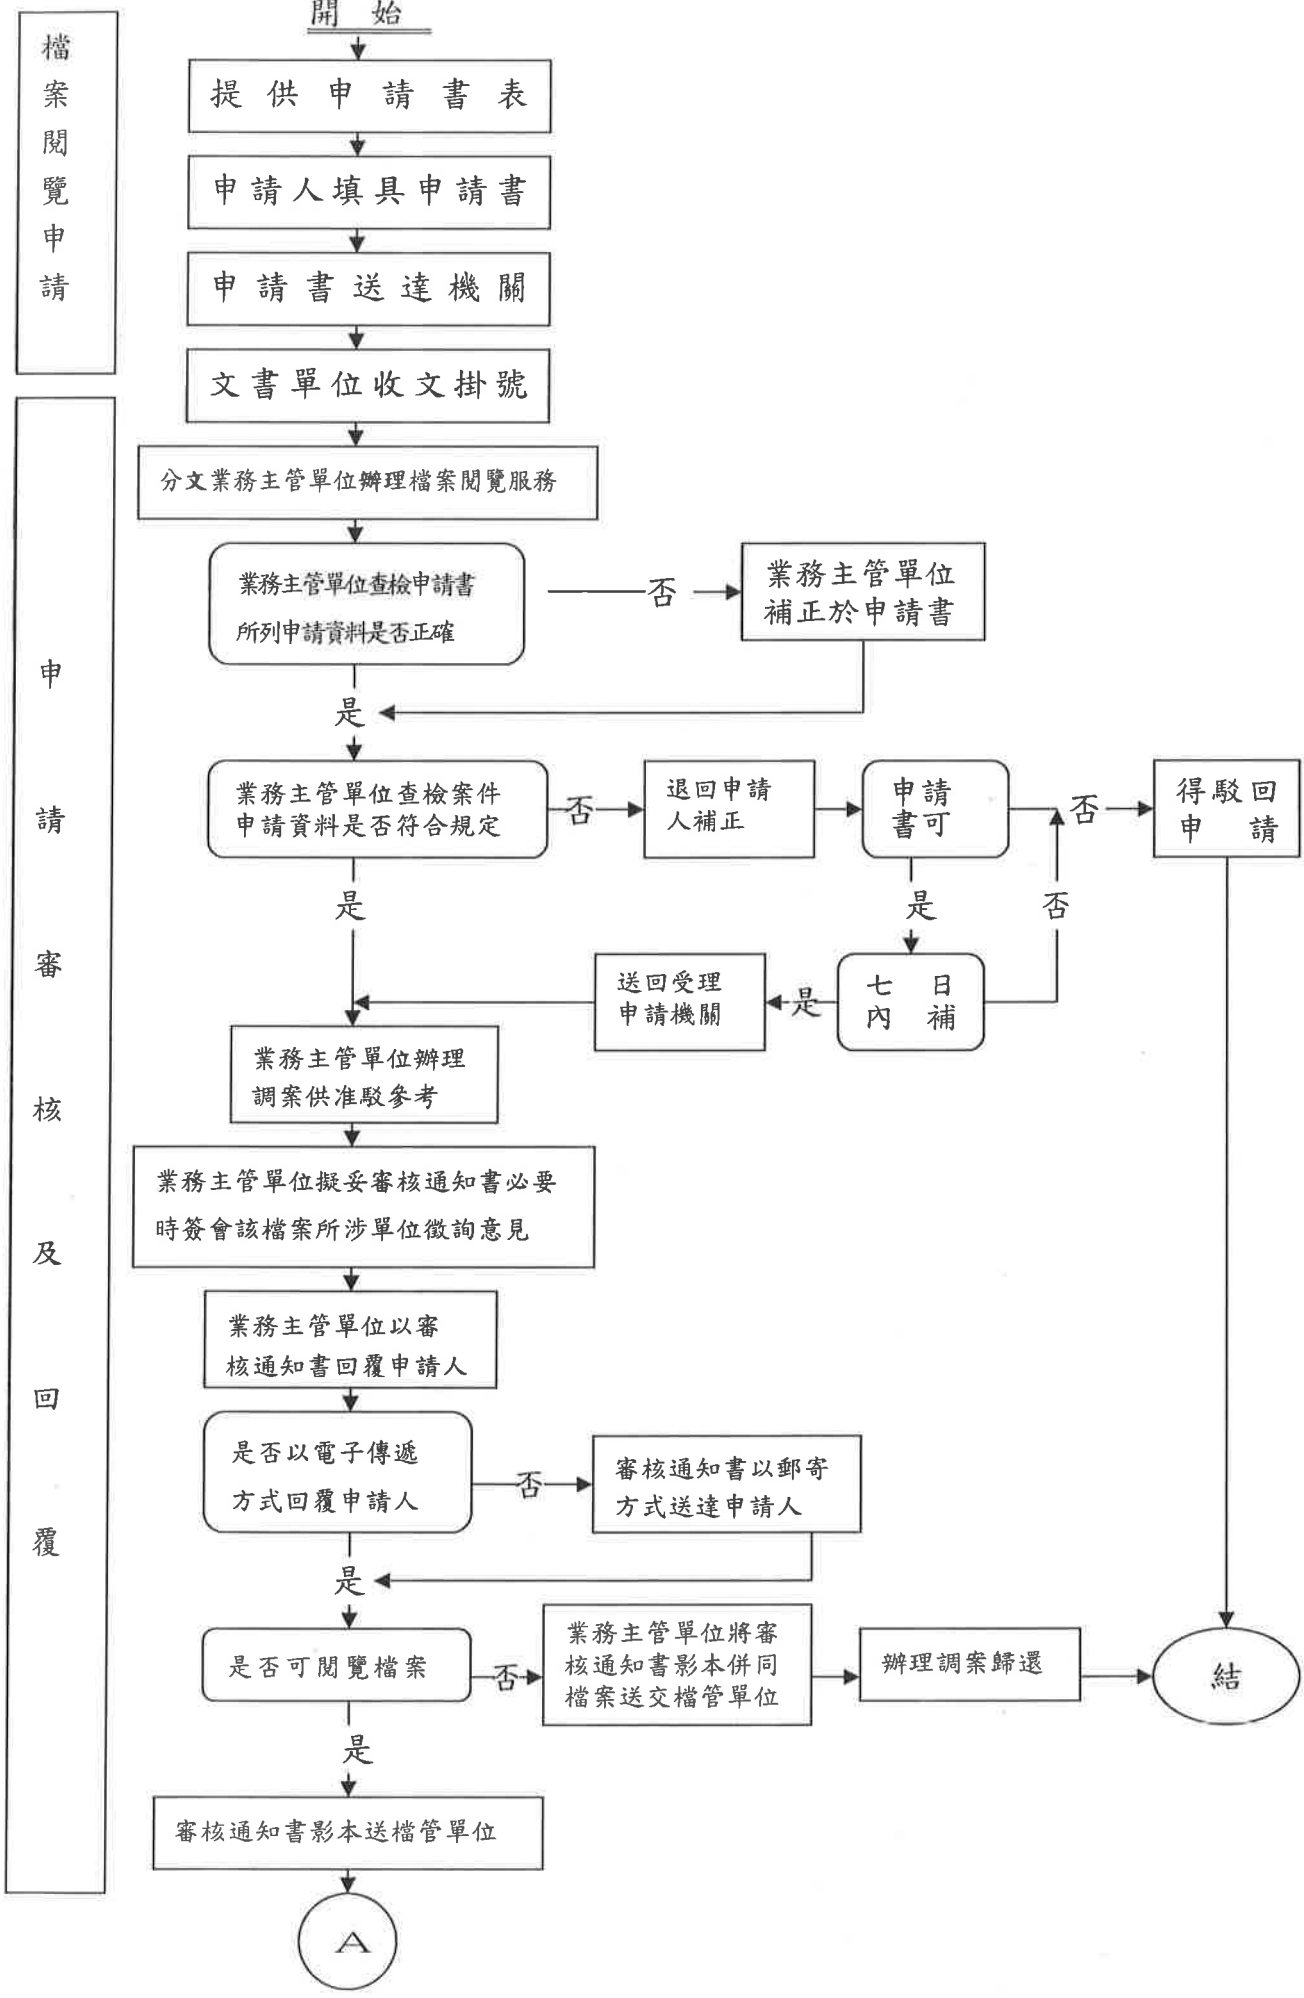 開始
檔案閱覽申請
提供申請書表
申請人填具申請書
申請書送達機關
文書單位收文掛號
申請審核及回覆
分文業務主管單位辦理檔案閱覽服務
業務主管單位查檢申請書
所列申請資料是否正確
否
業務主管單位
補正於申請書
是
業務主管單位查檢案件
申請資料是否符合規定
否
退回申請
人補正
申請
書可
否
得駁回
申請
是
是
否
七日
內補
是
送回受理
申請機關
業務主管單位辦理
調案供准駁參考
業務主管單位擬妥審核通知書必要
時簽會該檔案所涉單位徵詢意見
業務主管單位以審
核通知書回覆申請人
是否以電子傳遞
方式回覆申請人
否
審核通知書以郵寄
方式送達申請人
是
是否可閱覽檔案
否
業務主管單位將審
核通知書影本併同
檔案送交檔管單位
辦理調案歸還
結
是
審核通知書影本送檔管單位
A